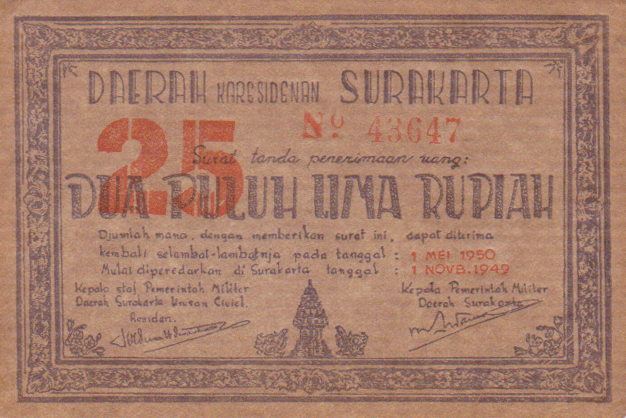 DAERAH KARESIDENAN SURAKARTA
25
No 43647
Surat tanda penerimaan uang:
DUA PULUH LIMA RUPIAH
Djumlah mana, dengan memberikan surat ini, dapat diterima
kembali selambat-lambatnja pada tanggal : 1 MEI 1950
Mulai diperedarkan di Surakarta tanggal : 1 NOVB. 1949
Kepala staf Pemerintah Militer
Daerah Surakarta Urusan Civiel.
Residen.
Kepala Pemerintah Militer
Daerah Surakarta